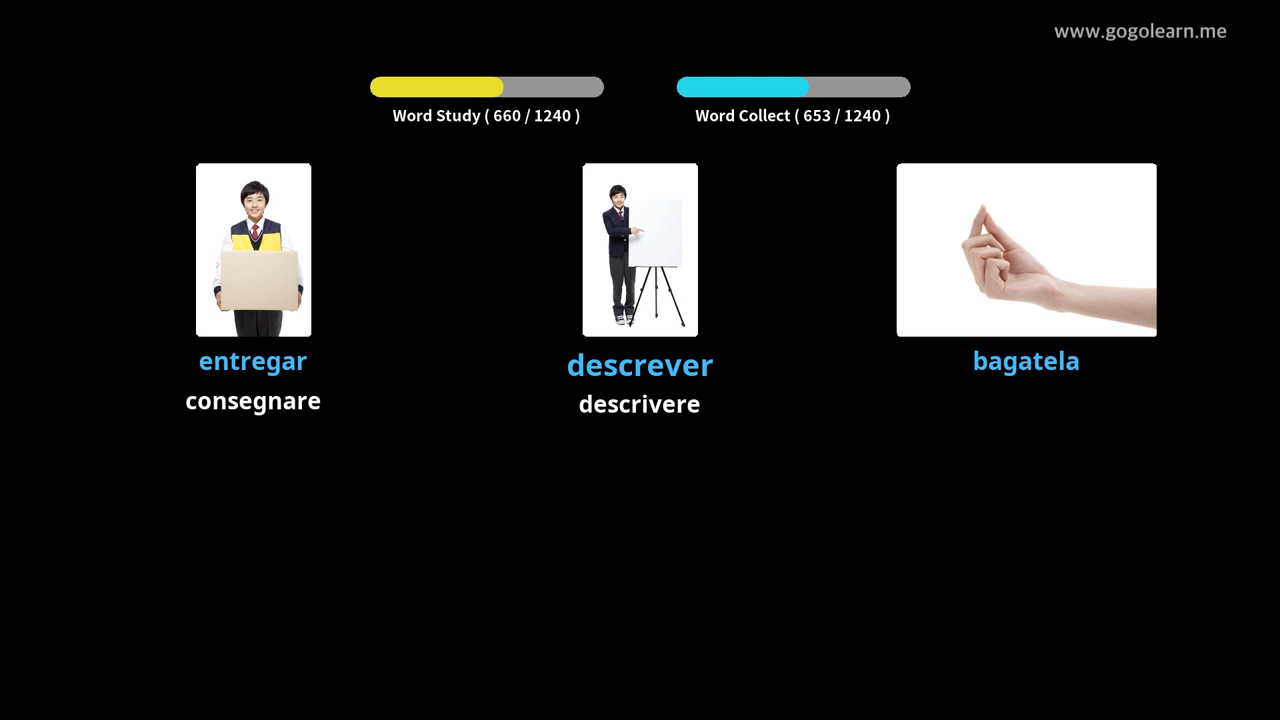 www.gogolearn.me
Word Study ( 660 / 1240 )
Word Collect ( 653 / 1240 )
entregar
consegnare
descrever
descrivere
bagatela